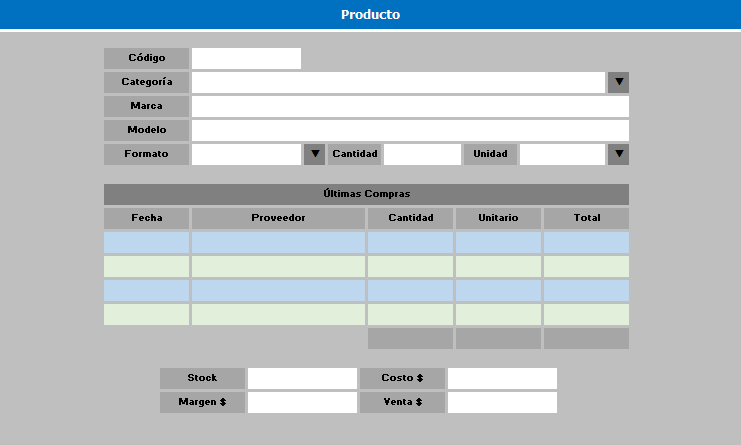 Producto
Código
Categoría ▼
Marca
Modelo
Formato ▼ Cantidad Unidad ▼
Últimas Compras
Fecha Proveedor Cantidad Unitario Total
Stock Costo $
Margen $ Venta $